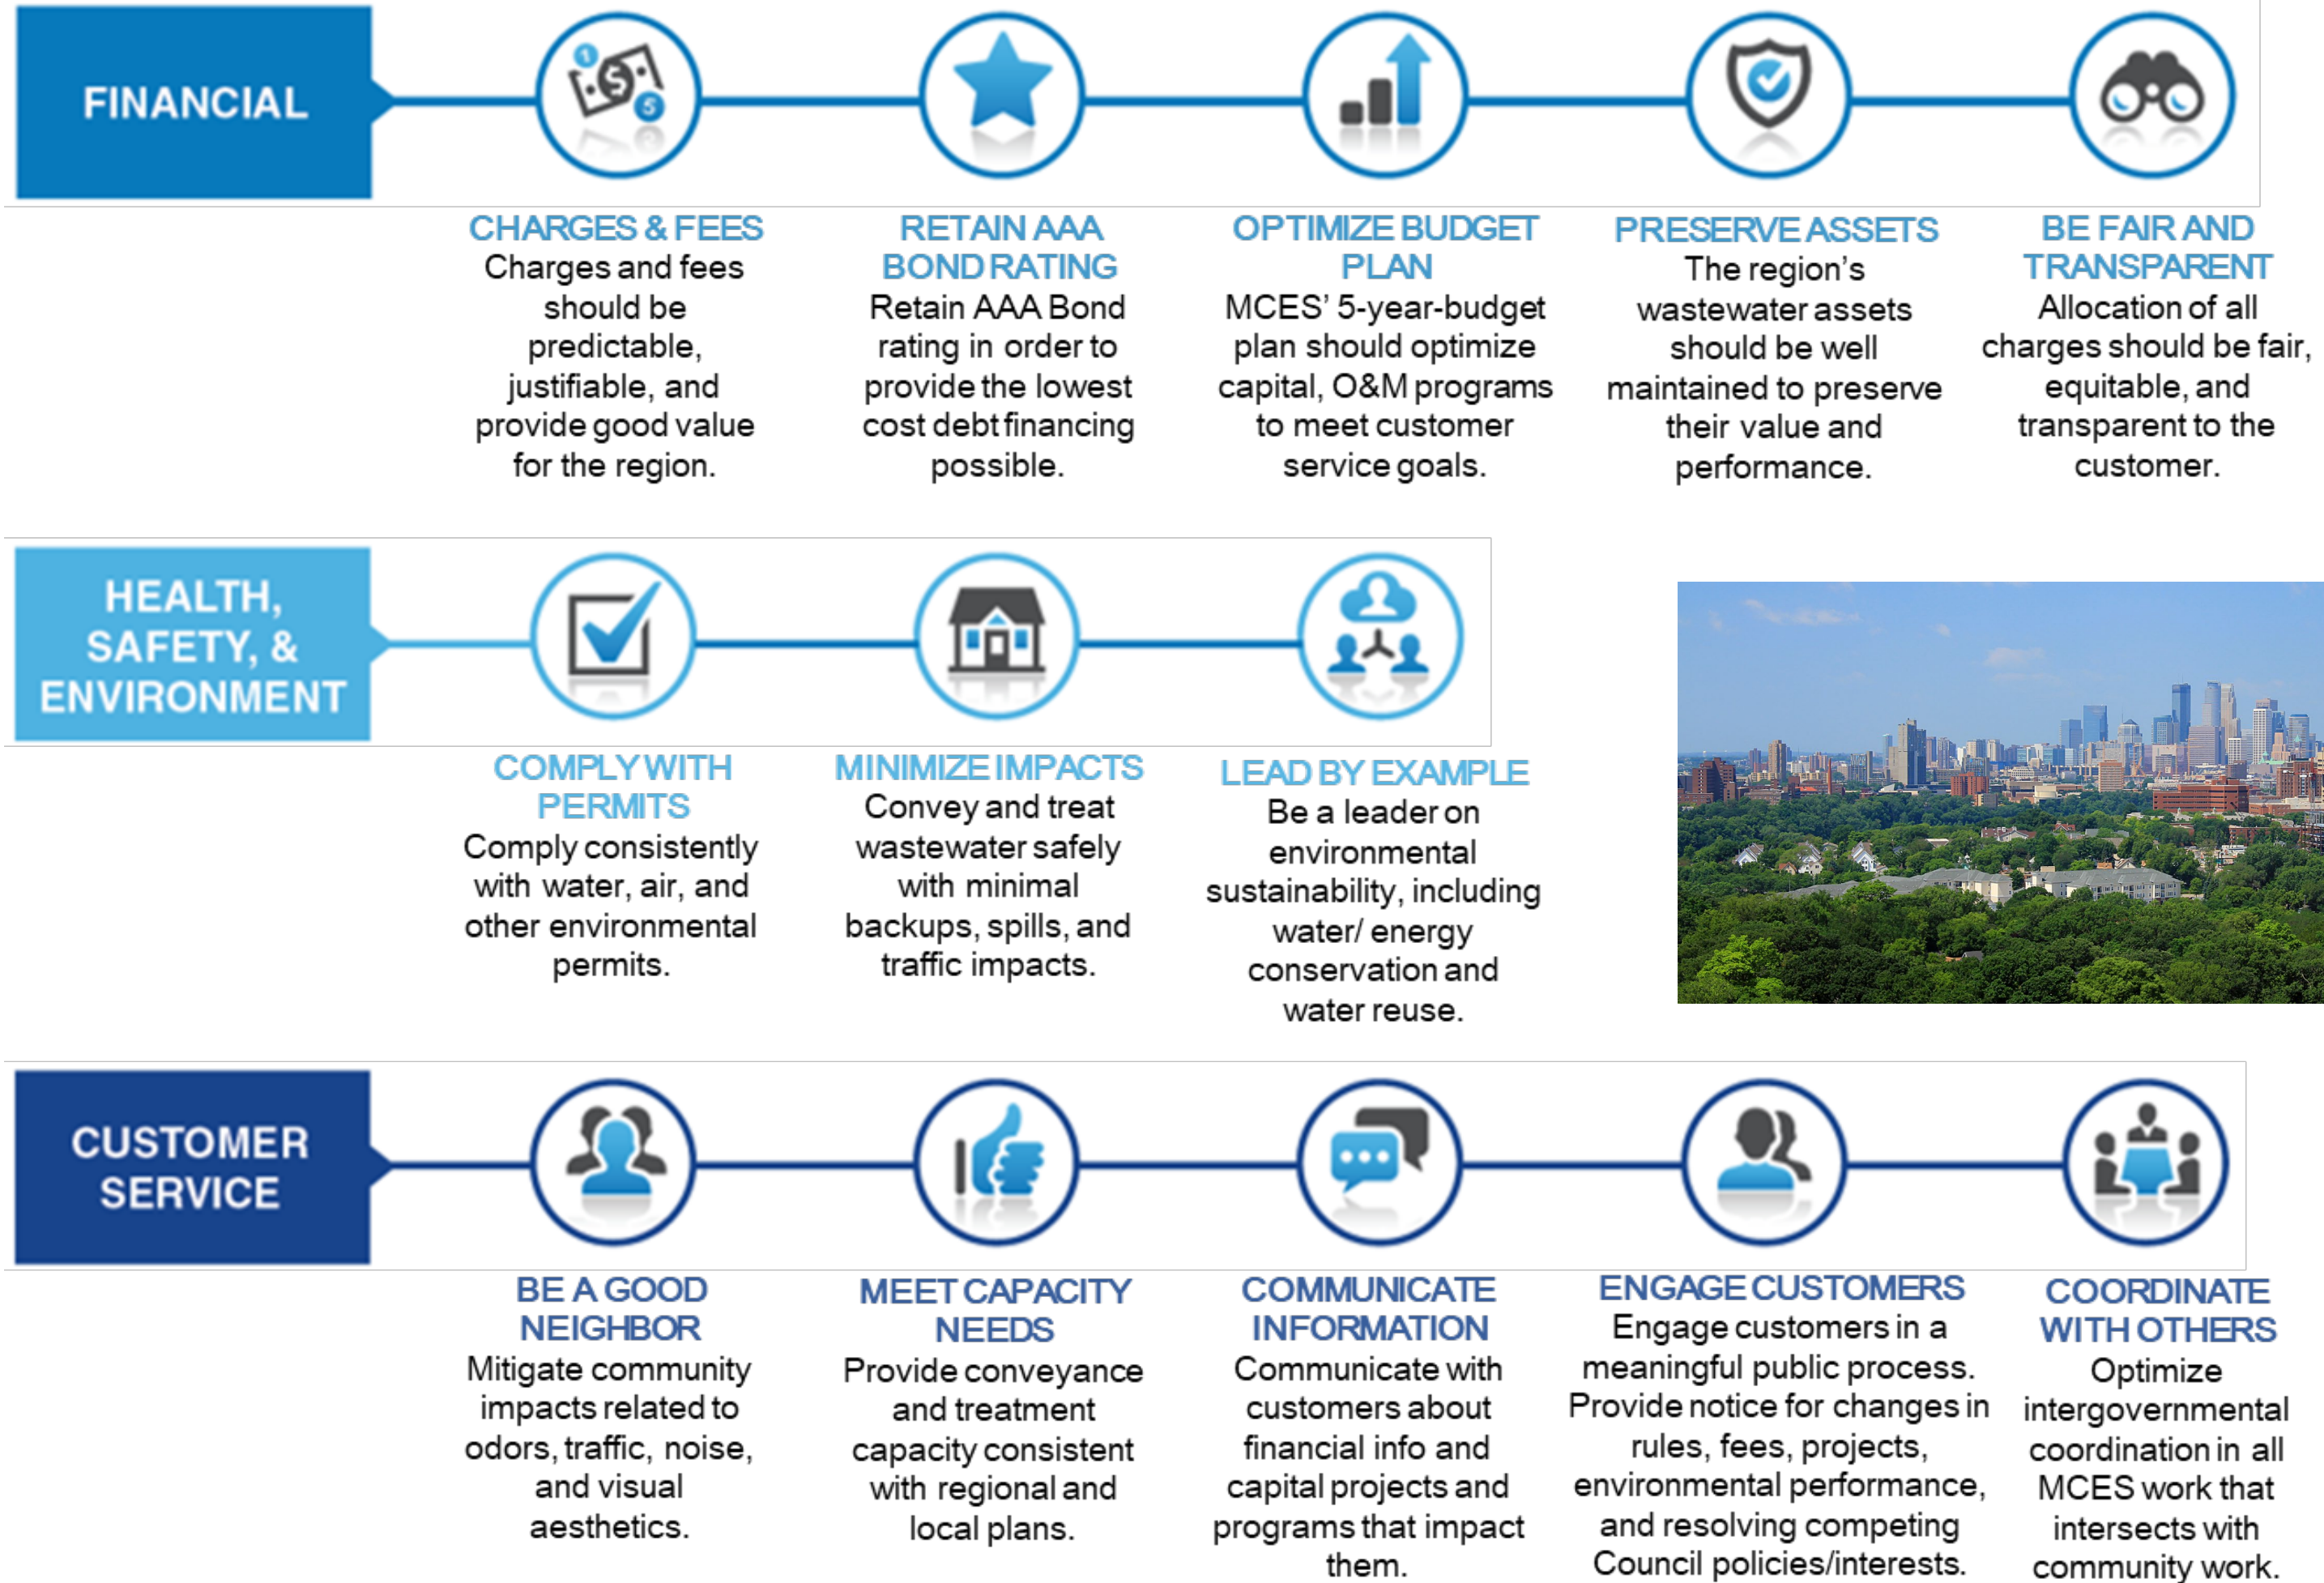 FINANCIAL
CHARGES & FEES
Charges and fees
should be
predictable,
justifiable, and
provide good value
for the region.
RETAIN AAA
BOND RATING
Retain AAA Bond
rating in order to
provide the lowest
cost debt financing
possible.
OPTIMIZE BUDGET
PLAN
MCES’ 5-year-budget
plan should optimize
capital, O&M programs
to meet customer
service goals.
PRESERVE ASSETS
The region’s
wastewater assets
should be well
maintained to preserve
their value and
performance.
BE FAIR AND
TRANSPARENT
Allocation of all
charges should be fair,
equitable, and
transparent to the
customer.
HEALTH,
SAFETY, &
ENVIRONMENT
COMPLY WITH
PERMITS
Comply consistently
with water, air, and
other environmental
permits.
MINIMIZE IMPACTS
Convey and treat
wastewater safely
with minimal
backups, spills, and
traffic impacts.
LEAD BY EXAMPLE
Be a leader on
environmental
sustainability, including
water/ energy
conservation and
water reuse.
CUSTOMER
SERVICE
BE A GOOD
NEIGHBOR
Mitigate community
impacts related to
odors, traffic, noise,
and visual
aesthetics.
MEET CAPACITY
NEEDS
Provide conveyance
and treatment
capacity consistent
with regional and
local plans.
COMMUNICATE
INFORMATION
Communicate with
customers about
financial info and
capital projects and
programs that impact
them.
ENGAGE CUSTOMERS
Engage customers in a
meaningful public process.
Provide notice for changes in
rules, fees, projects,
environmental performance,
and resolving competing
Council policies/interests.
COORDINATE
WITH OTHERS
Optimize
intergovernmental
coordination in all
MCES work that
intersects with
community work.
1
$
5